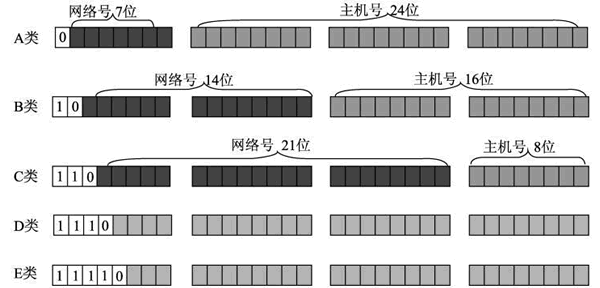 网络号 7位 主机号 24位
A类 0
网络号 14位 主机号 16位
B类 1 0
网络号 21位 主机号 8位
C类 1 1 0
D类 1 1 1 0
E类 1 1 1 1 0